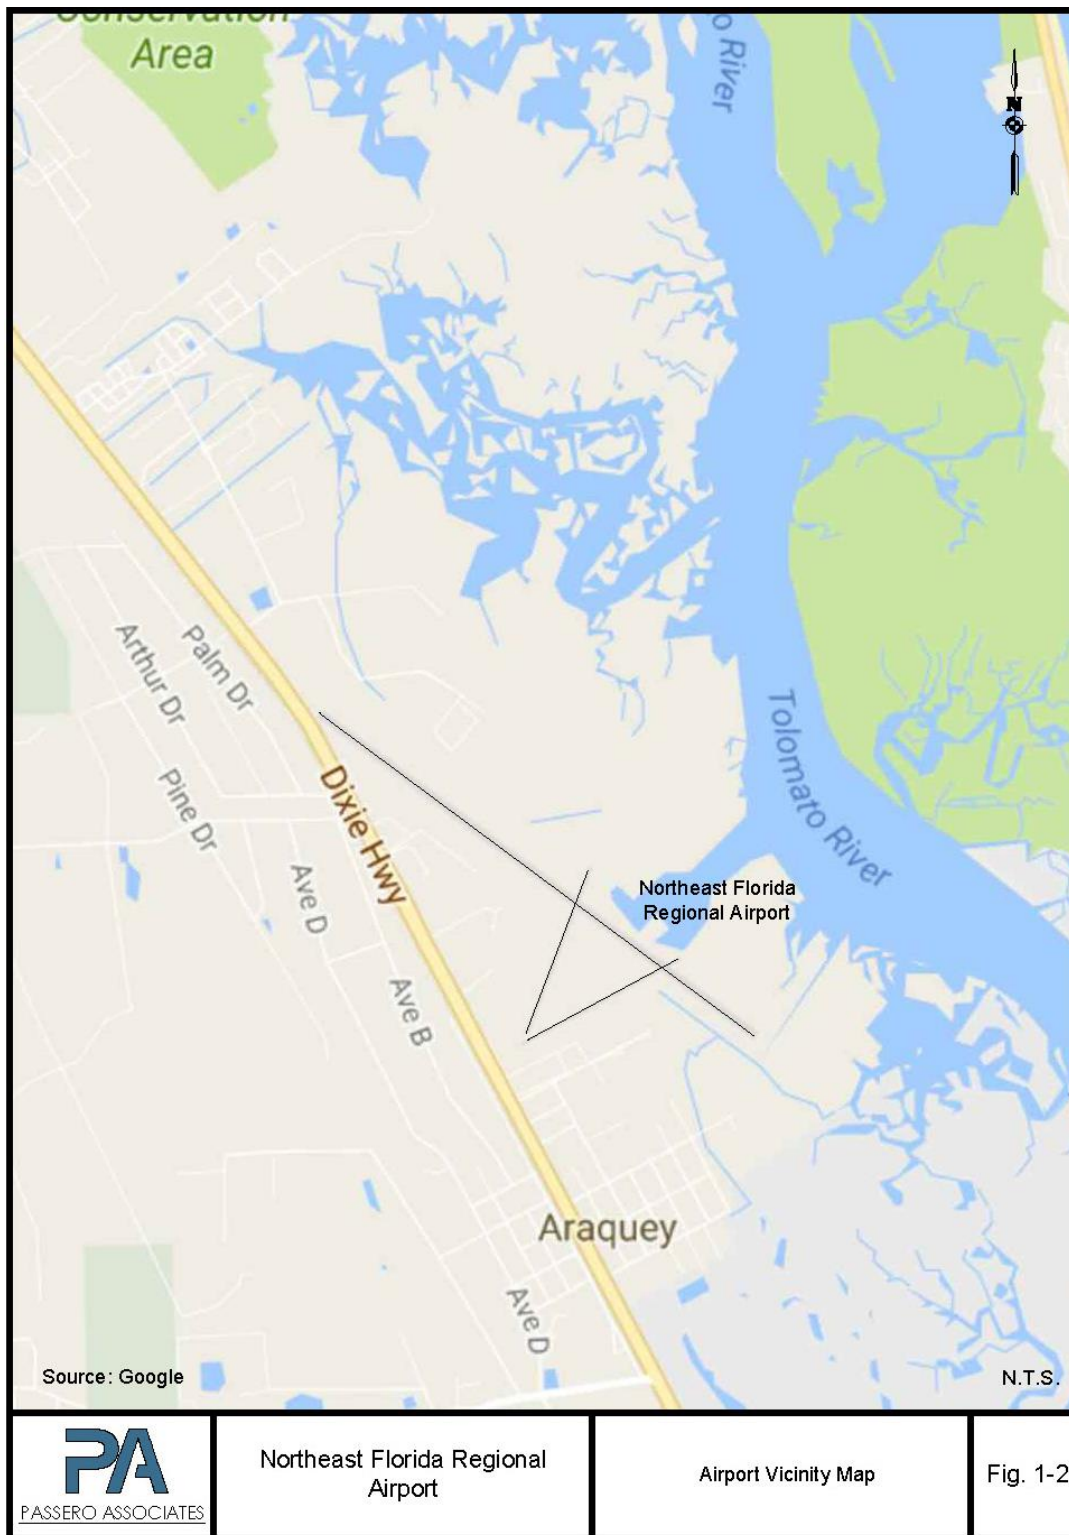 Conservation
Area
o River
N
Palm Dr
Arthur Dr
Pine Dr
Dixie Hwy
Tolomato River
Ave D
Northeast Florida
Regional Airport
Ave B
Araquey
Ave D
Source: Google
N.T.S.
PA
PASSERO ASSOCIATES
Northeast Florida Regional
Airport
Airport Vicinity Map
Fig. 1-2